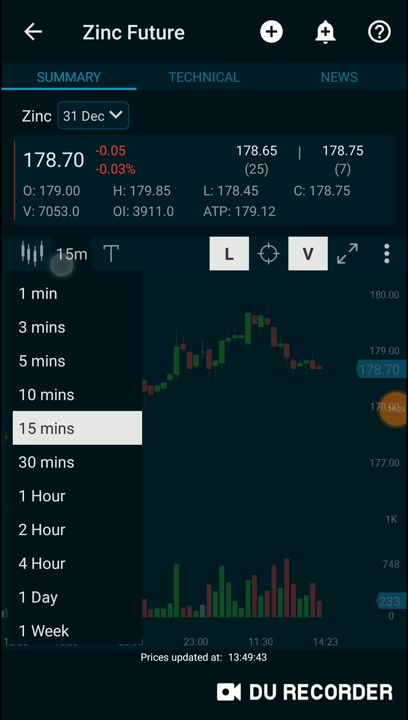 Zinc Future
SUMMARY TECHNICAL NEWS
Zinc 31 Dec
178.70 -0.05 -0.03% 178.65 (25) | 178.75 (7)
O: 179.00 H: 179.85 L: 178.45 C: 178.75
V: 7053.0 OI: 3911.0 ATP: 179.12
15m T L V
1 min
3 mins
5 mins
10 mins
15 mins
30 mins
1 Hour
2 Hour
4 Hour
1 Day
1 Week
180.00
179.00
178.70
177.00
1K
748
233
0
23:00 11:30 14:23
Prices updated at: 13:49:43
DU RECORDER